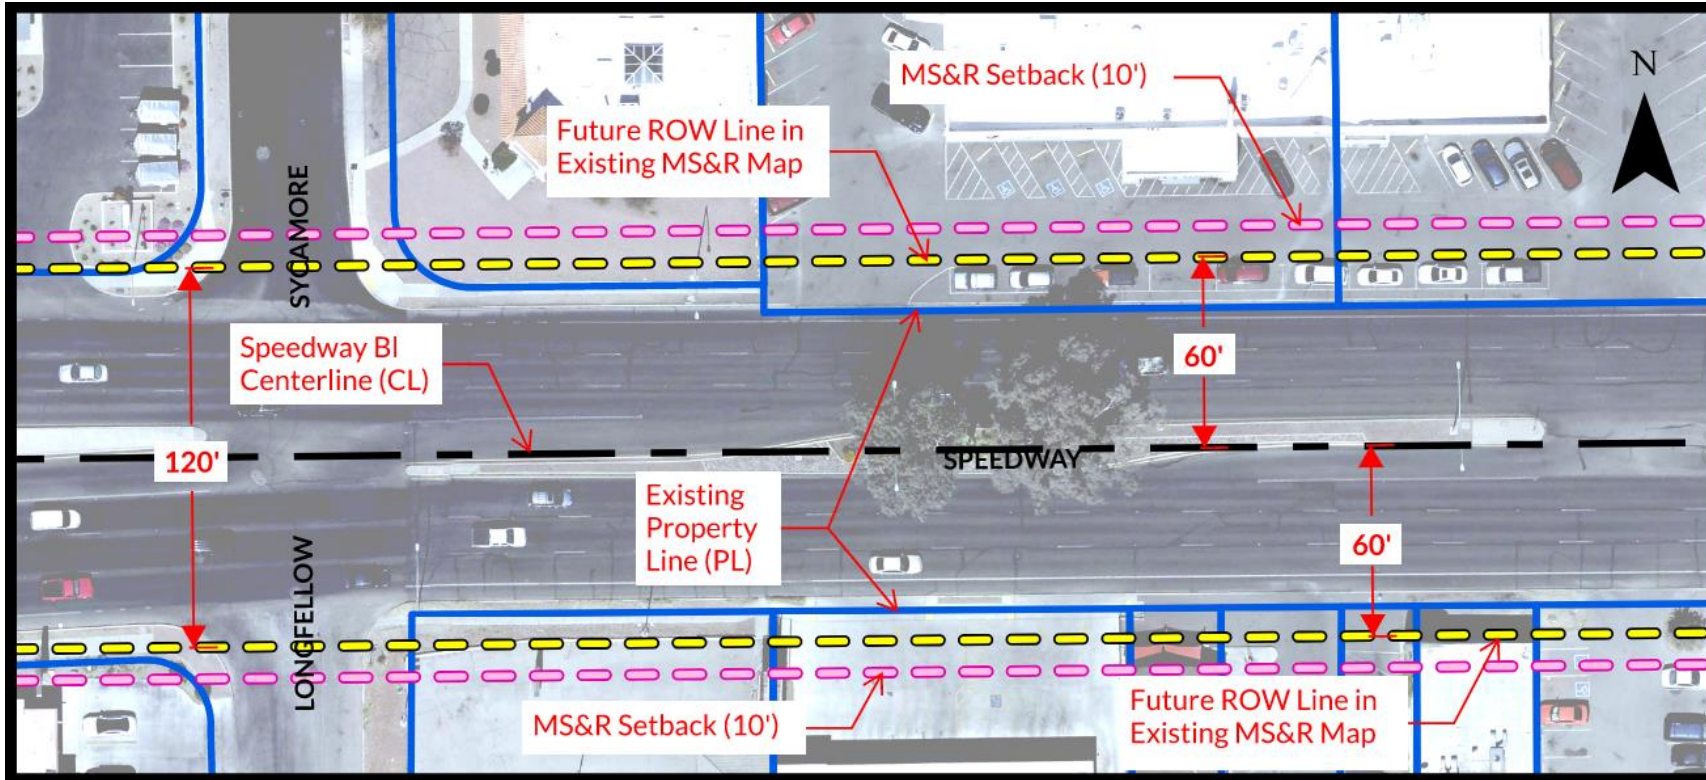 MS&R Setback (10')
N
Future ROW Line in
Existing MS&R Map
SYCAMORE
Speedway Bl
Centerline (CL)
60'
120'
SPEEDWAY
Existing
Property
Line (PL)
60'
LONGFELLOW
MS&R Setback (10')
Future ROW Line in
Existing MS&R Map